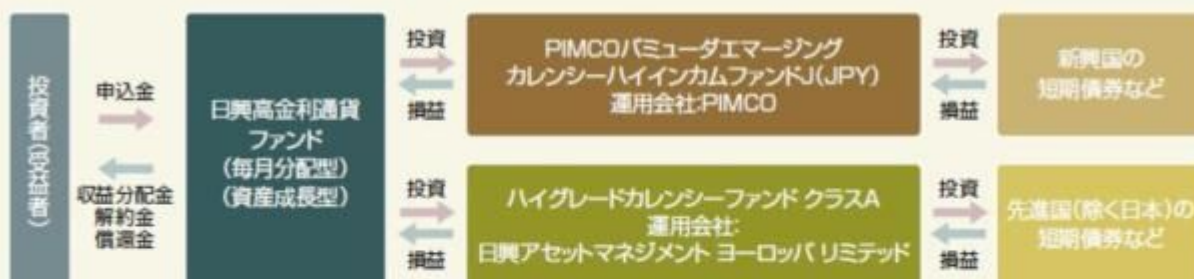 投資者(受益者)
申込金
収益分配金
解約金
償還金
日興高金利通貨
ファンド
(毎月分配型)
(資産成長型)
投資
損益
PIMCOバミューダエマージング
カレンシーハイインカムファンドJ(JPY)
運用会社:PIMCO
投資
損益
新興国の
短期債券など
投資
損益
ハイグレードカレンシーファンド クラスA
運用会社:
日興アセットマネジメント ヨーロッパ リミテッド
投資
損益
先進国(除く日本)の
短期債券など